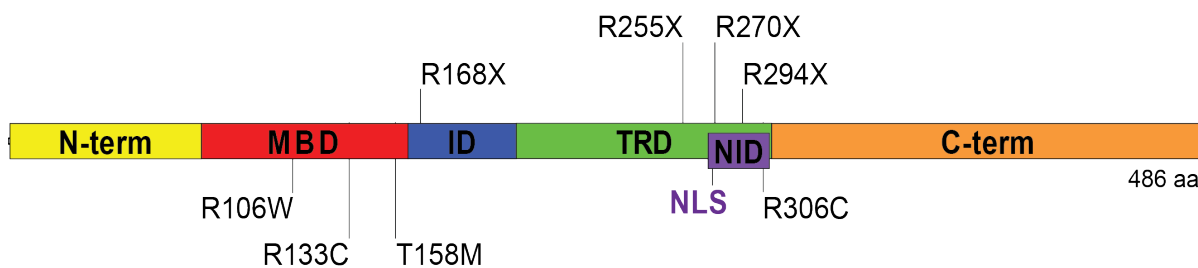 R255X R270X
R168X R294X
N-term MBD ID TRD NID C-term
486 aa
R106W NLS R306C
R133C T158M